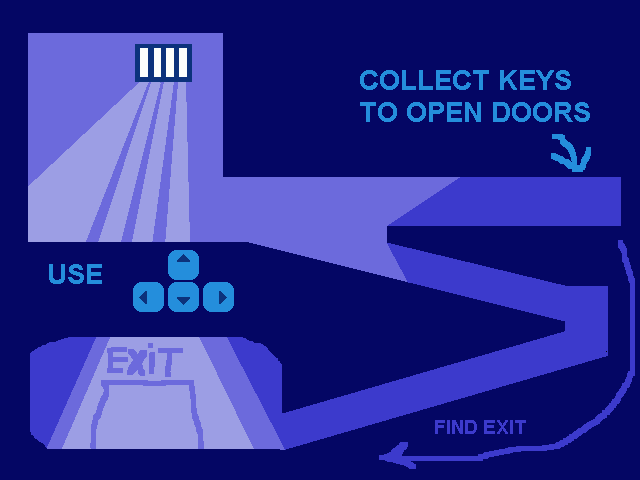 COLLECT KEYS
TO OPEN DOORS
USE
EXiT
FIND EXIT